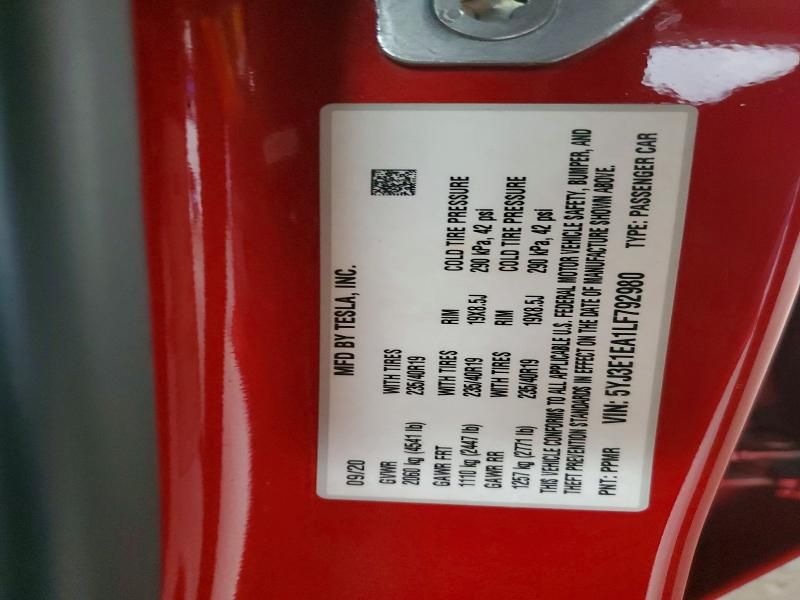 MFD BY TESLA, INC.
09/20
GVWR WITH TIRES
2060 kg (4541 lb) 235/40R19
GAWR FRT WITH TIRES RIM COLD TIRE PRESSURE
1110 kg (2447 lb) 235/40R19 19X8.5J 290 kPa, 42 psi
GAWR RR WITH TIRES RIM COLD TIRE PRESSURE
1257 kg (2771 lb) 235/40R19 19X8.5J 290 kPa, 42 psi
THIS VEHICLE CONFORMS TO ALL APPLICABLE U.S. FEDERAL MOTOR VEHICLE SAFETY, BUMPER, AND
THEFT PREVENTION STANDARDS IN EFFECT ON THE DATE OF MANUFACTURE SHOWN ABOVE.
PNT: PPMR VIN: 5YJ3E1EA1LF792980 TYPE: PASSENGER CAR